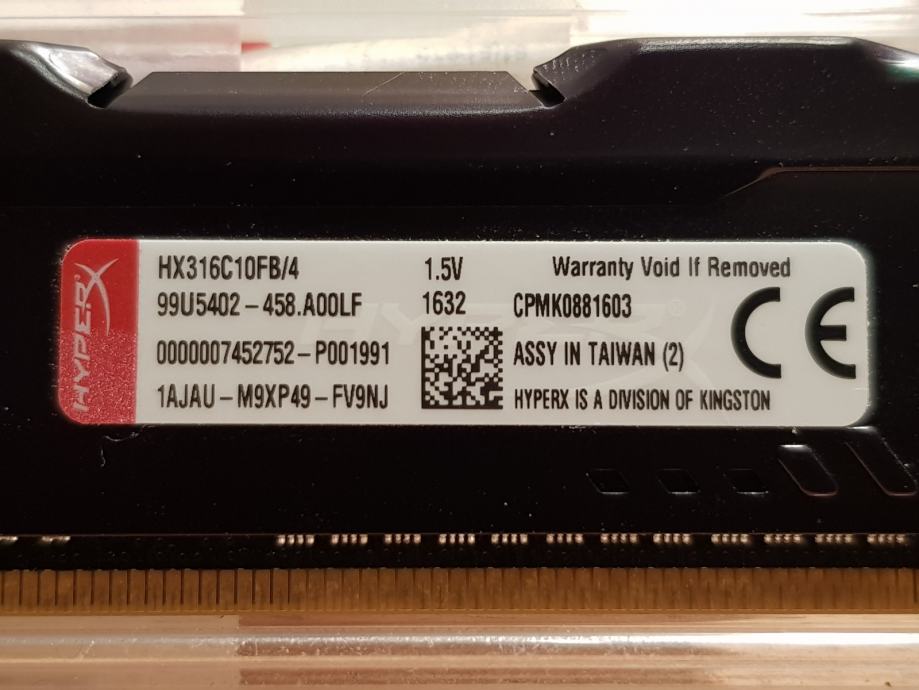 HYPERX
HX316C10FB/4 1.5V Warranty Void If Removed
99U5402-458.A00LF 1632 CPMK0881603
0000007452752-P001991 ASSY IN TAIWAN (2)
1AJAU-M9XP49-FV9NJ HYPERX IS A DIVISION OF KINGSTON
CE